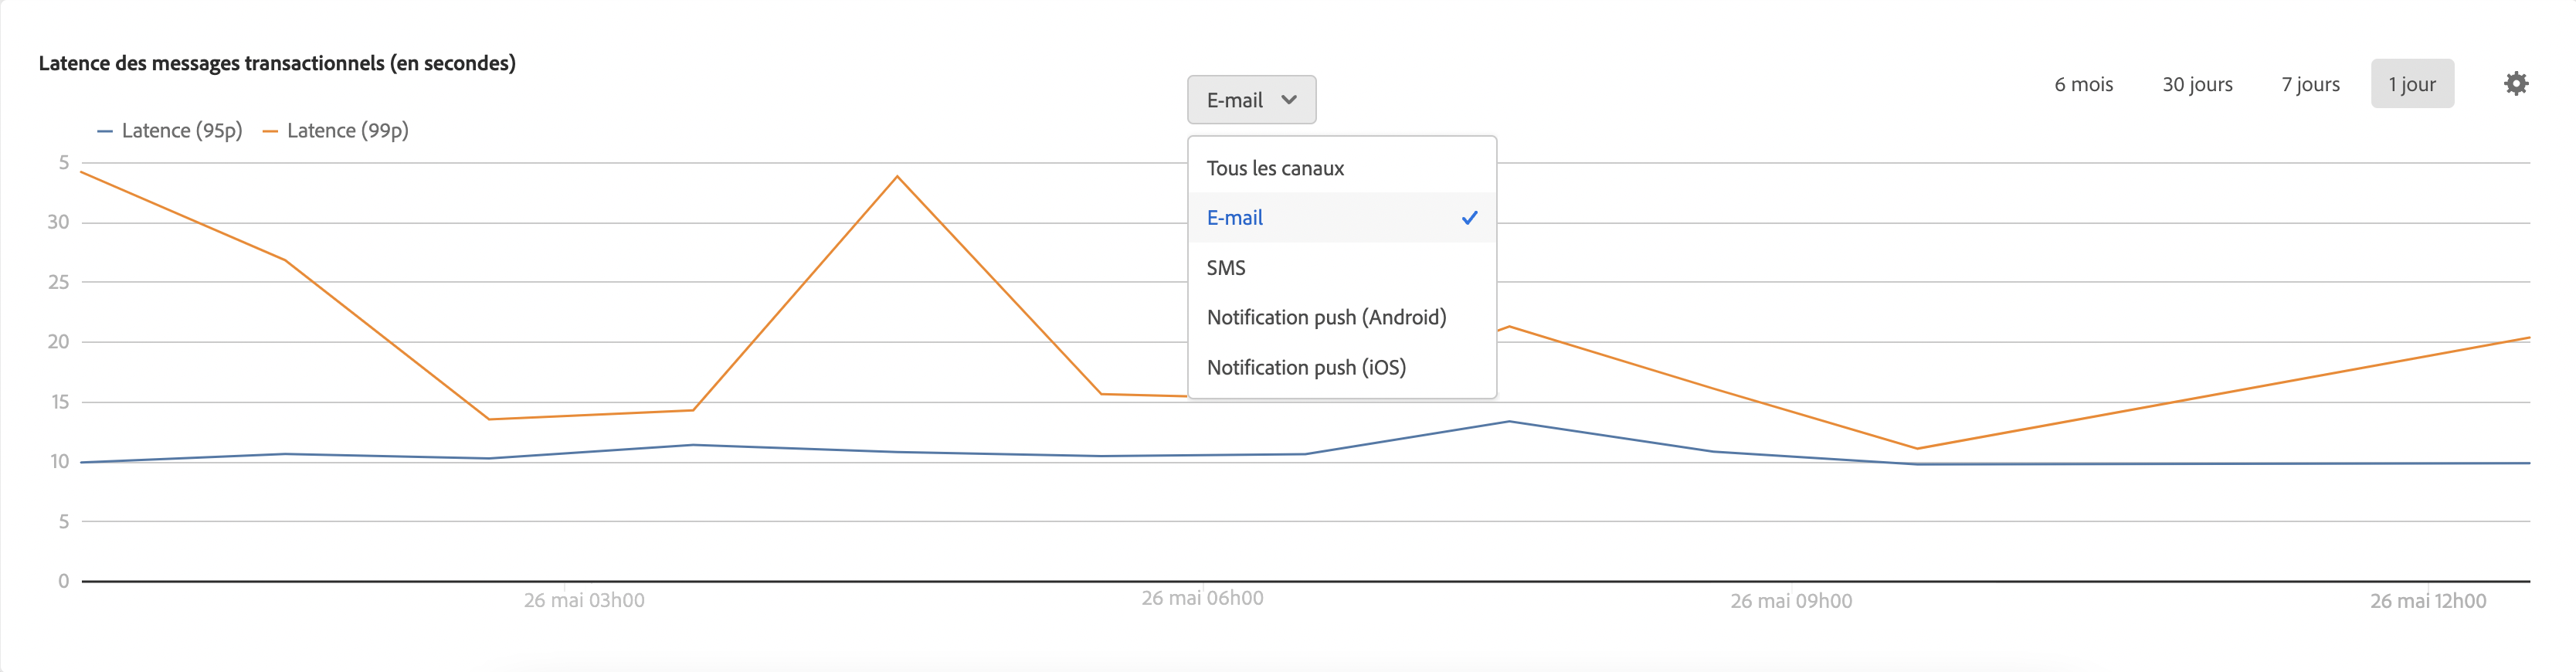 Latence des messages transactionnels (en secondes)
E-mail
6 mois 30 jours 7 jours 1 jour
Latence (95p) Latence (99p)
Tous les canaux
E-mail
SMS
Notification push (Android)
Notification push (iOS)
5
30
25
20
15
10
5
0
26 mai 03h00 26 mai 06h00 26 mai 09h00 26 mai 12h00